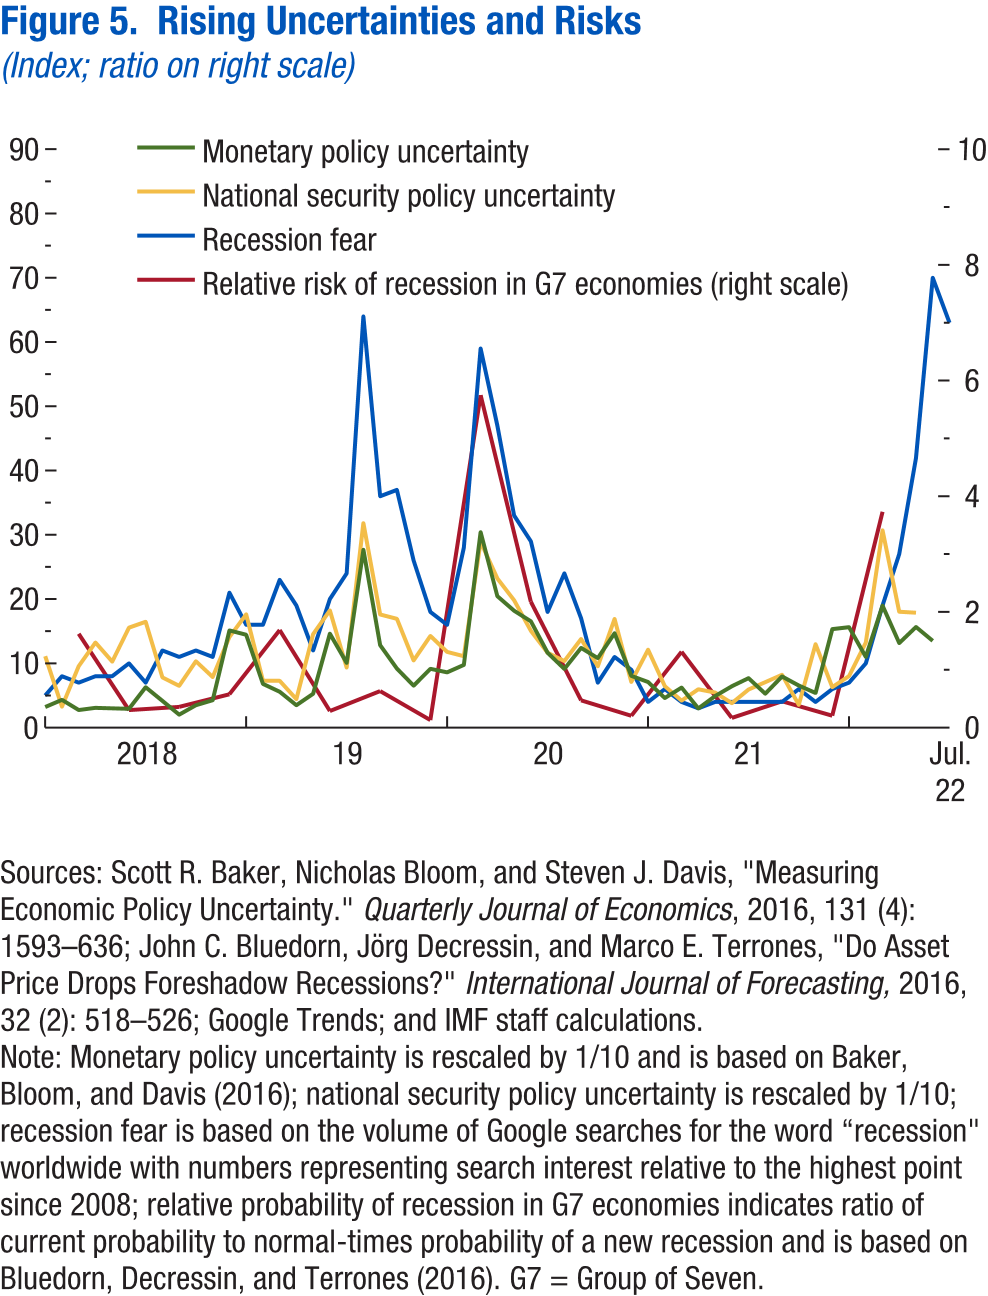 Figure 5.  Rising Uncertainties and Risks
(Index; ratio on right scale)
Monetary policy uncertainty
National security policy uncertainty
Recession fear
Relative risk of recession in G7 economies (right scale)
90
80
70
60
50
40
30
20
10
0
10
8
6
4
2
0
2018
19
20
21
Jul.
22
Sources: Scott R. Baker, Nicholas Bloom, and Steven J. Davis, "Measuring
Economic Policy Uncertainty." Quarterly Journal of Economics, 2016, 131 (4):
1593–636; John C. Bluedorn, Jörg Decressin, and Marco E. Terrones, "Do Asset
Price Drops Foreshadow Recessions?" International Journal of Forecasting, 2016,
32 (2): 518–526; Google Trends; and IMF staff calculations.
Note: Monetary policy uncertainty is rescaled by 1/10 and is based on Baker,
Bloom, and Davis (2016); national security policy uncertainty is rescaled by 1/10;
recession fear is based on the volume of Google searches for the word “recession"
worldwide with numbers representing search interest relative to the highest point
since 2008; relative probability of recession in G7 economies indicates ratio of
current probability to normal-times probability of a new recession and is based on
Bluedorn, Decressin, and Terrones (2016). G7 = Group of Seven.